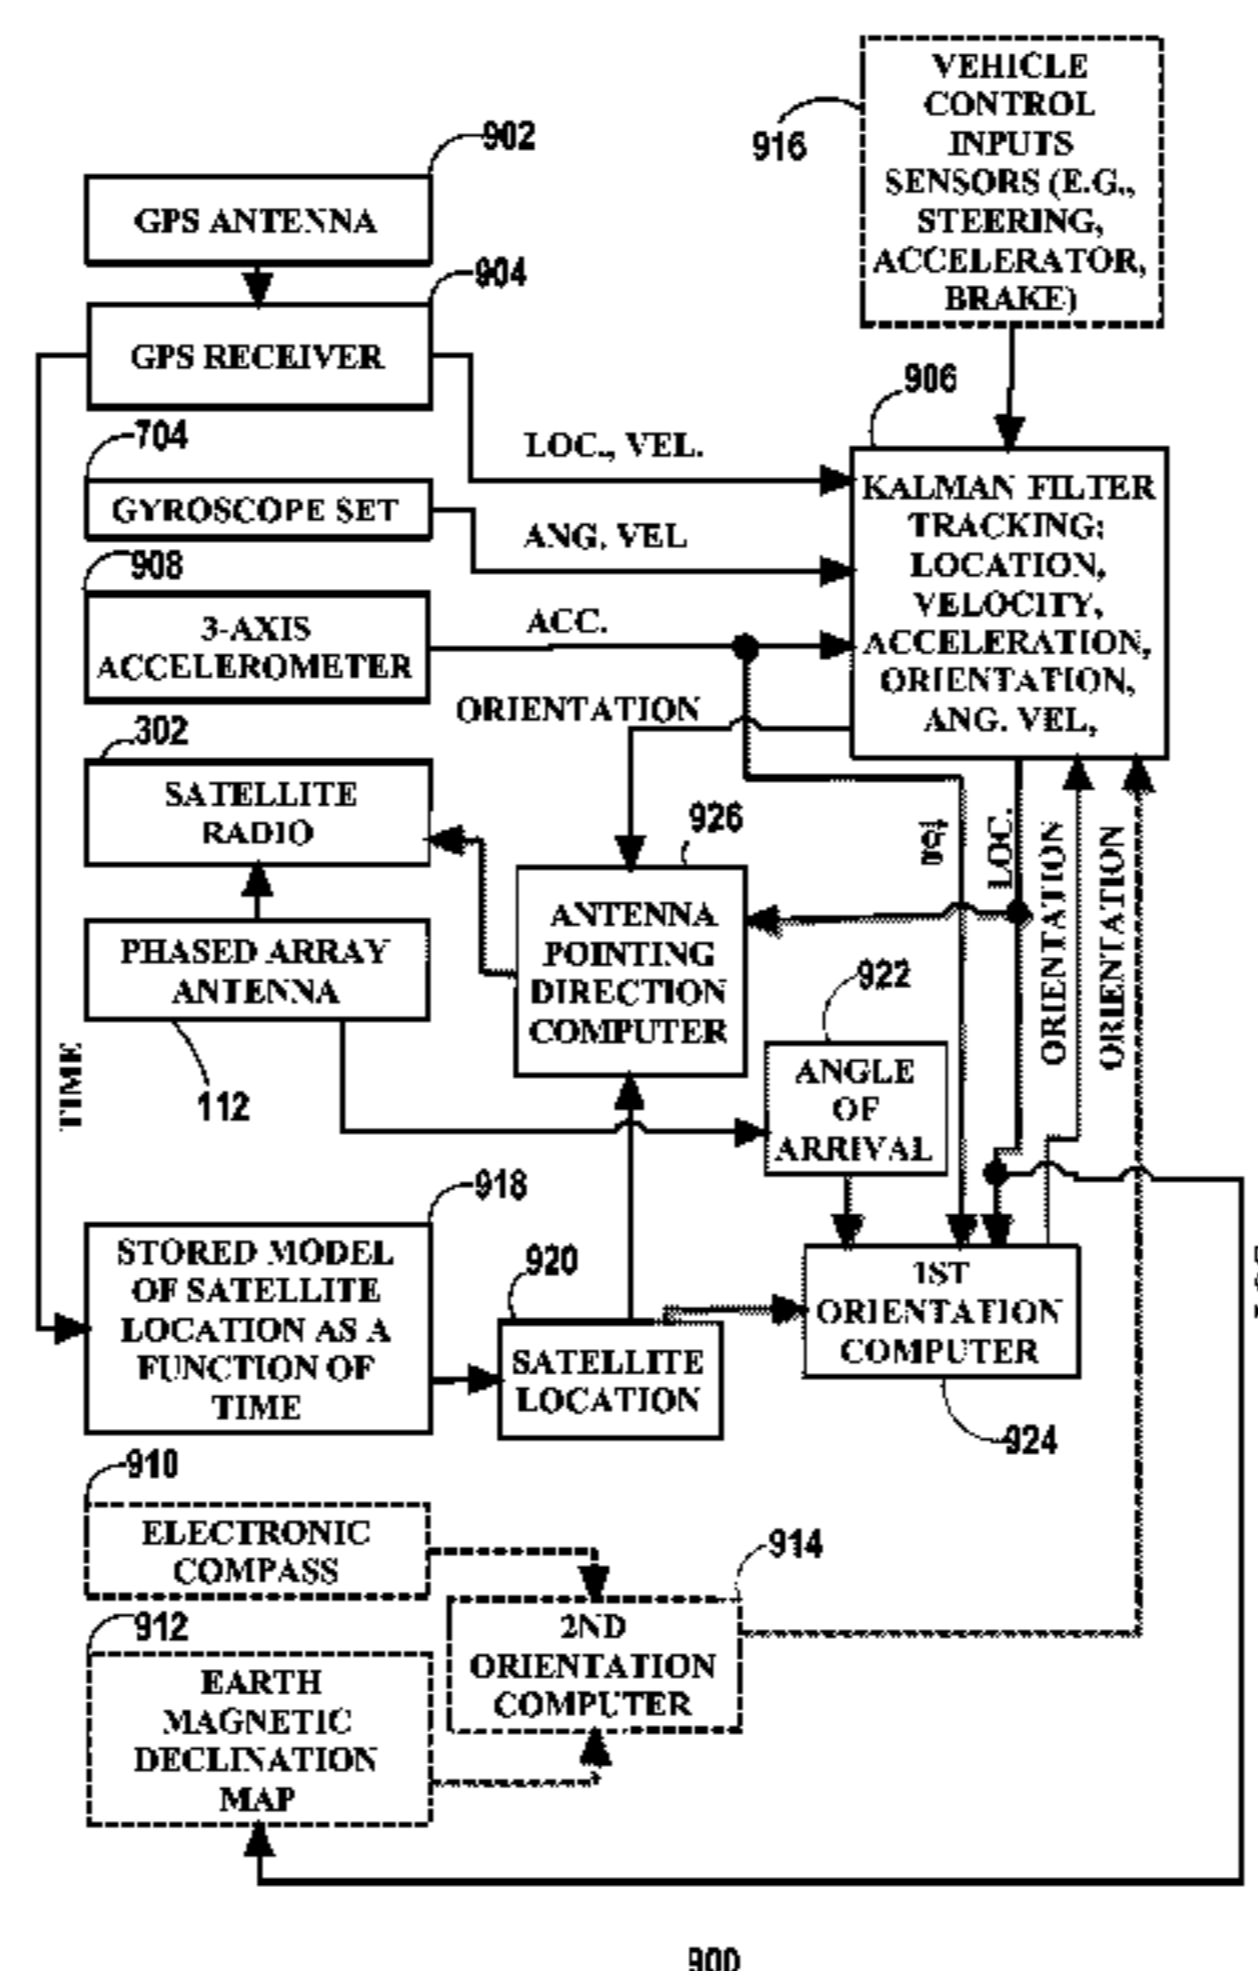 VEHICLE
CONTROL
INPUTS
SENSORS (E.G.,
STEERING,
ACCELERATOR,
BRAKE)
916
902
GPS ANTENNA
904
GPS RECEIVER
906
704
GYROSCOPE SET
LOC., VEL.
ANG. VEL
908
3-AXIS
ACCELEROMETER
ACC.
KALMAN FILTER
TRACKING:
LOCATION,
VELOCITY,
ACCELERATION,
ORIENTATION,
ANG. VEL,
ORIENTATION
302
SATELLITE
RADIO
926
LOC.
ORIENTATION
ORIENTATION
ANTENNA
POINTING
DIRECTION
COMPUTER
PHASED ARRAY
ANTENNA
112
TIME
922
ANGLE
OF
ARRIVAL
918
STORED MODEL
OF SATELLITE
LOCATION AS A
FUNCTION OF
TIME
920
SATELLITE
LOCATION
1ST
ORIENTATION
COMPUTER
924
910
ELECTRONIC
COMPASS
914
2ND
ORIENTATION
COMPUTER
912
EARTH
MAGNETIC
DECLINATION
MAP
900